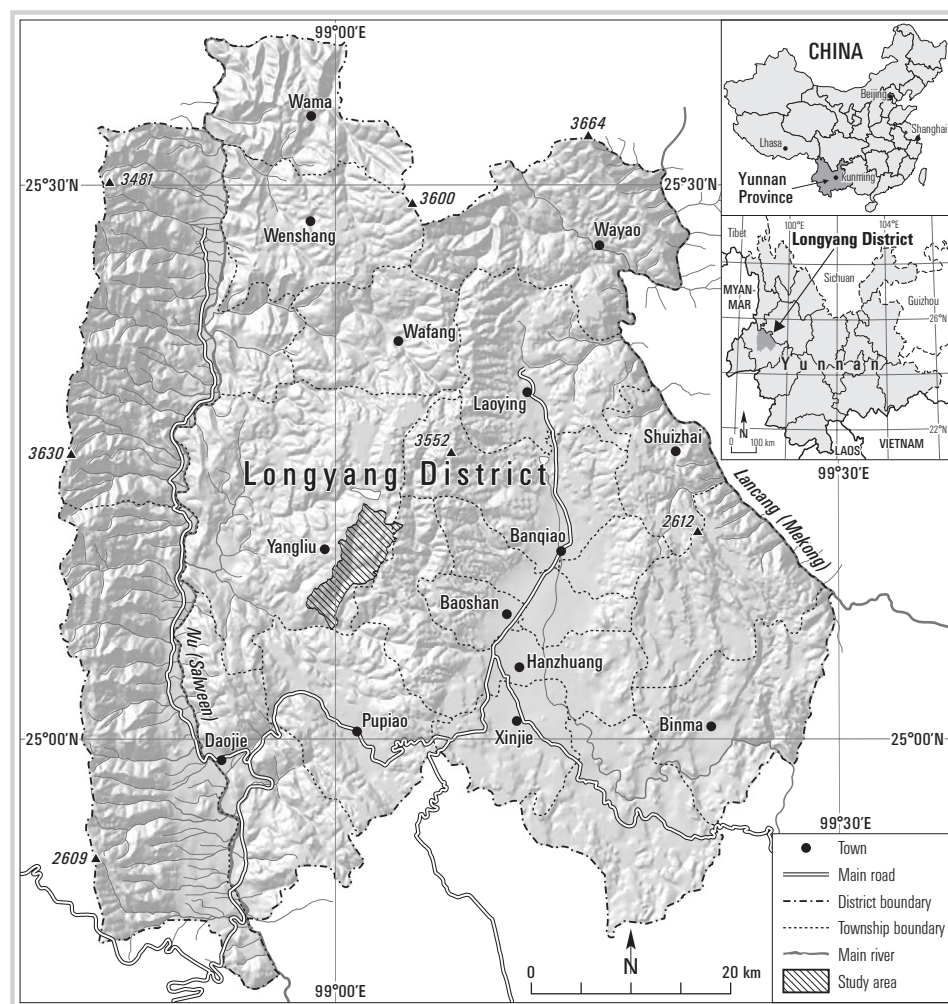 99°00'E
CHINA
Beijing
Shanghai
Lhasa
Kunming
Yunnan
Province
Tibet
100°E
104°E
Longyang District
Sichuan
MYAN
MAR
Guizhou
26°N
Yunnan
22°N
N
0 100 km
LAOS
VIETNAM
99°30'E
Wama
3664
25°30'N
3481
3600
25°30'N
Wenshang
Wayao
Wafang
Laoying
3552
Shuizhai
3630
Longyang District
Lancang (Mekong)
2612
Yangliu
Banqiao
Baoshan
Nu (Salween)
Hanzhuang
Pupiao
Xinjie
Binma
25°00'N
Daojie
25°00'N
99°30'E
2609
Town
Main road
District boundary
Township boundary
Main river
Study area
N
0 20 km
99°00'E